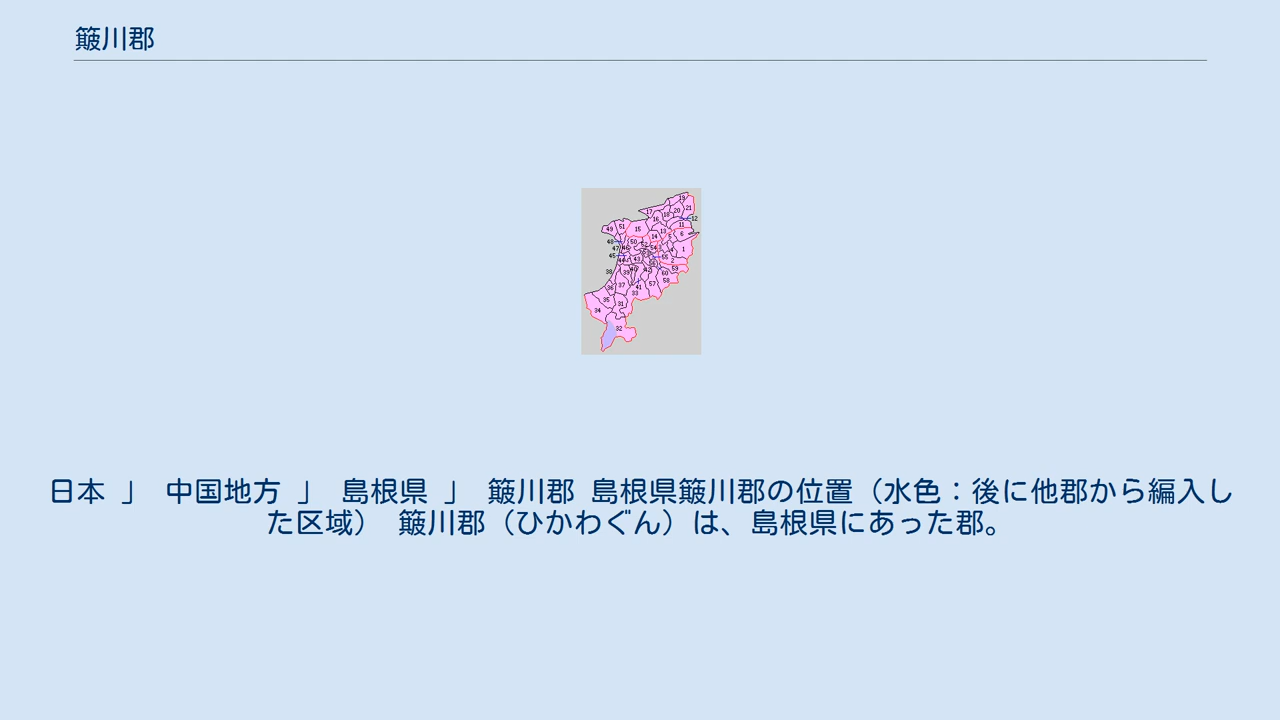 簸川郡
日本 」 中国地方 」 島根県 」 簸川郡 島根県簸川郡の位置（水色：後に他郡から編入し
た区域） 簸川郡（ひかわぐん）は、島根県にあった郡。